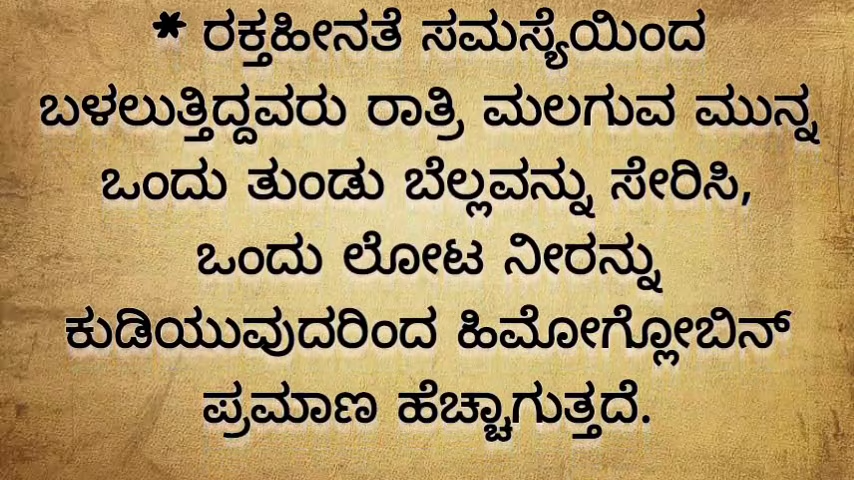 * ರಕ್ತಹೀನತೆ ಸಮಸ್ಯೆಯಿಂದ
ಬಳಲುತ್ತಿದ್ದವರು ರಾತ್ರಿ ಮಲಗುವ ಮುನ್ನ
ಒಂದು ತುಂಡು ಬೆಲ್ಲವನ್ನು ಸೇರಿಸಿ,
ಒಂದು ಲೋಟ ನೀರನ್ನು
ಕುಡಿಯುವುದರಿಂದ ಹಿಮೋಗ್ಲೋಬಿನ್
ಪ್ರಮಾಣ ಹೆಚ್ಚಾಗುತ್ತದೆ.